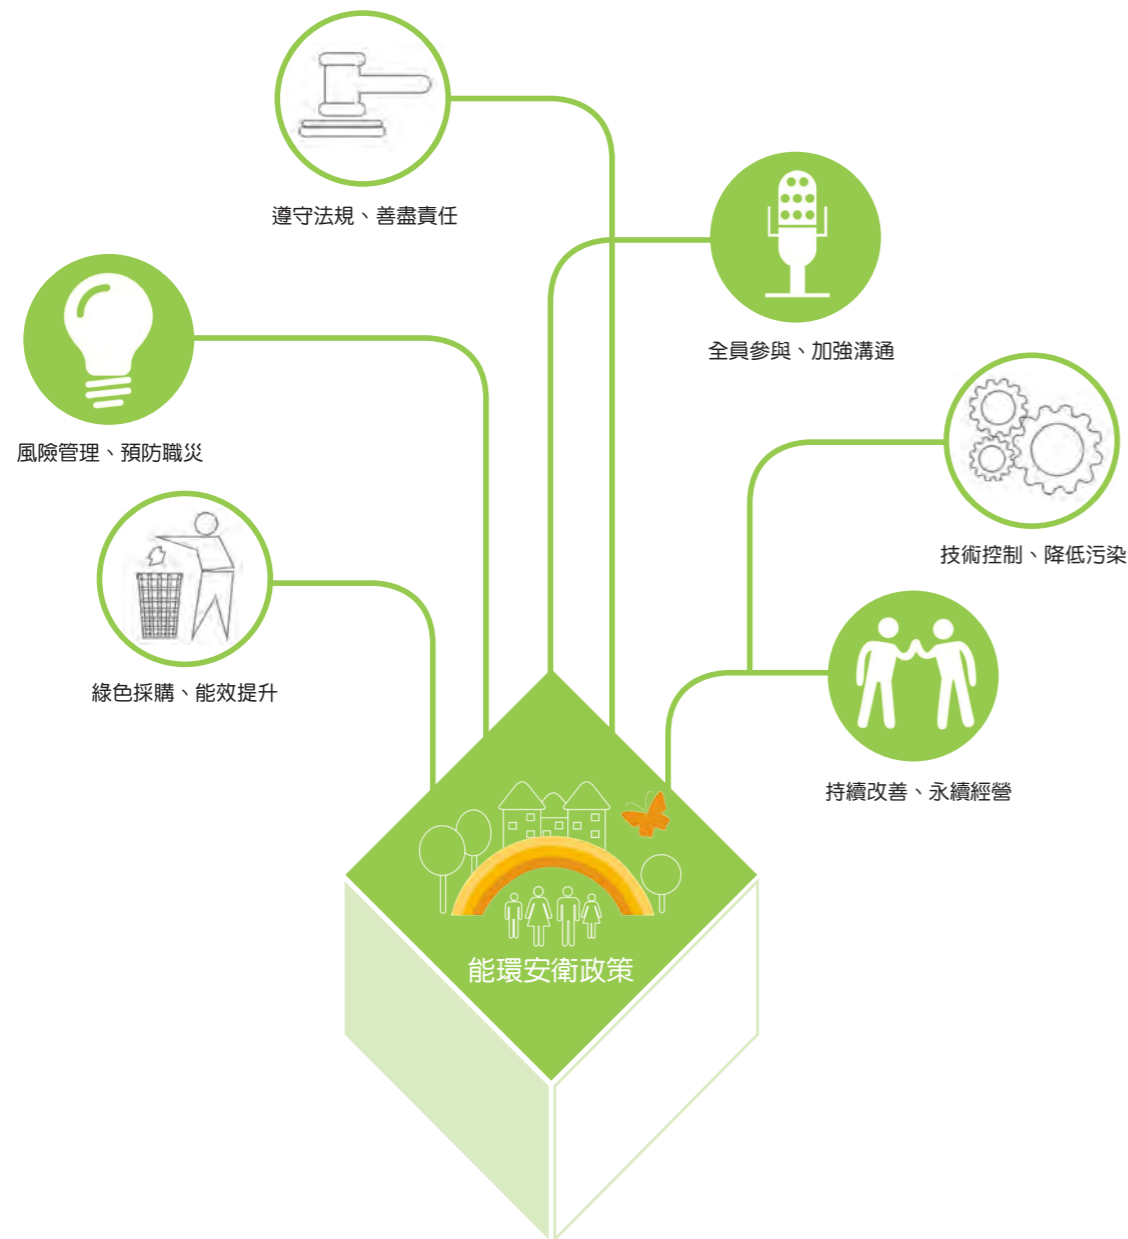 遵守法規、善盡責任
全員參與、加強溝通
風險管理、預防職災
技術控制、降低污染
綠色採購、能效提升
持續改善、永續經營
能環安衛政策